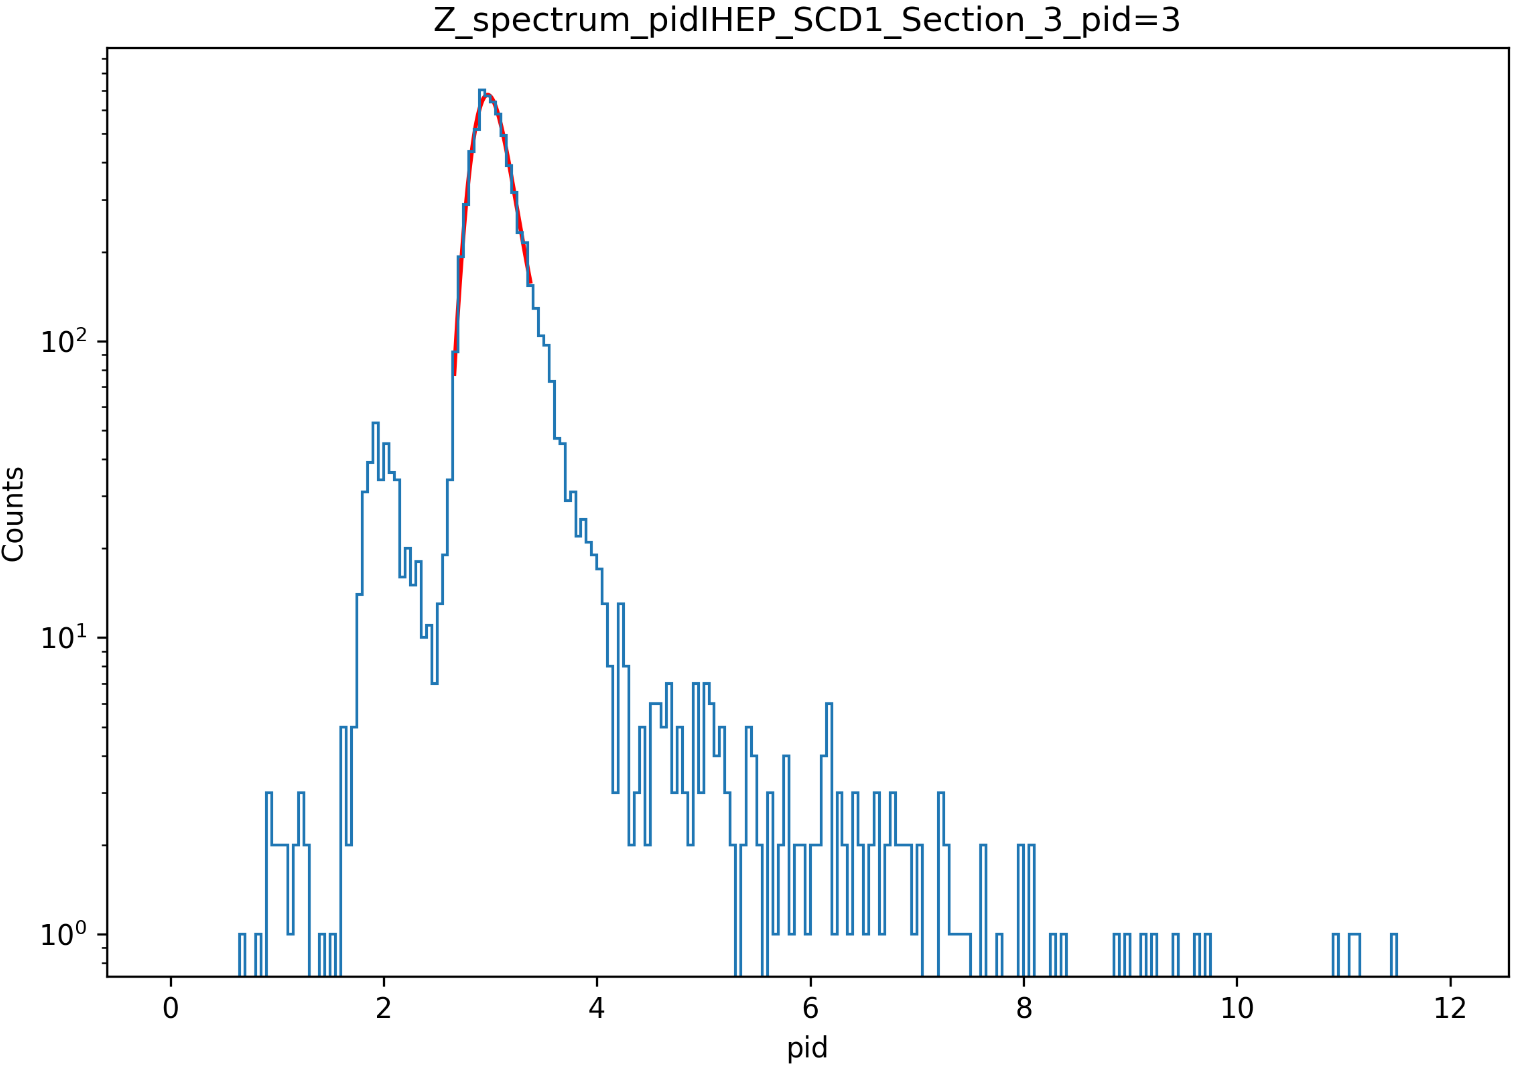 Z_spectrum_pidIHEP_SCD1_Section_3_pid=3
Counts
10²
10¹
10⁰
0 2 4 6 8 10 12
pid